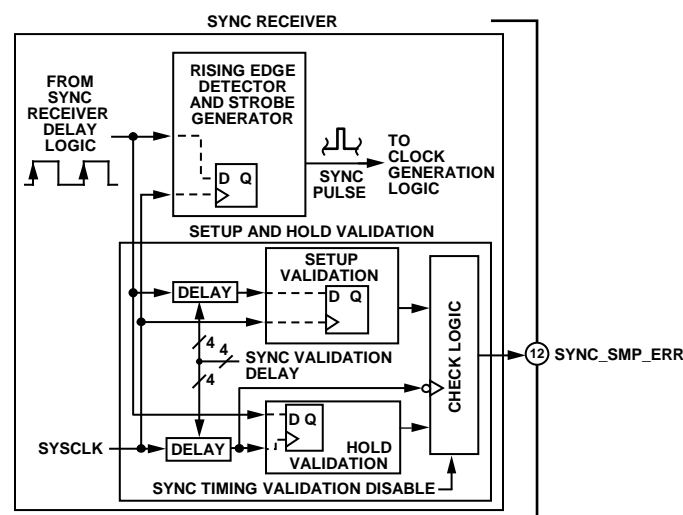 SYNC RECEIVER
FROM
SYNC
RECEIVER
DELAY
LOGIC
RISING EDGE
DETECTOR
AND STROBE
GENERATOR
D Q
SYNC
PULSE
TO
CLOCK
GENERATION
LOGIC
SETUP AND HOLD VALIDATION
SETUP
VALIDATION
DELAY
D Q
4
4
4
SYNC VALIDATION
DELAY
CHECK LOGIC
12 SYNC_SMP_ERR
D Q
SYSCLK
DELAY
HOLD
VALIDATION
SYNC TIMING VALIDATION DISABLE